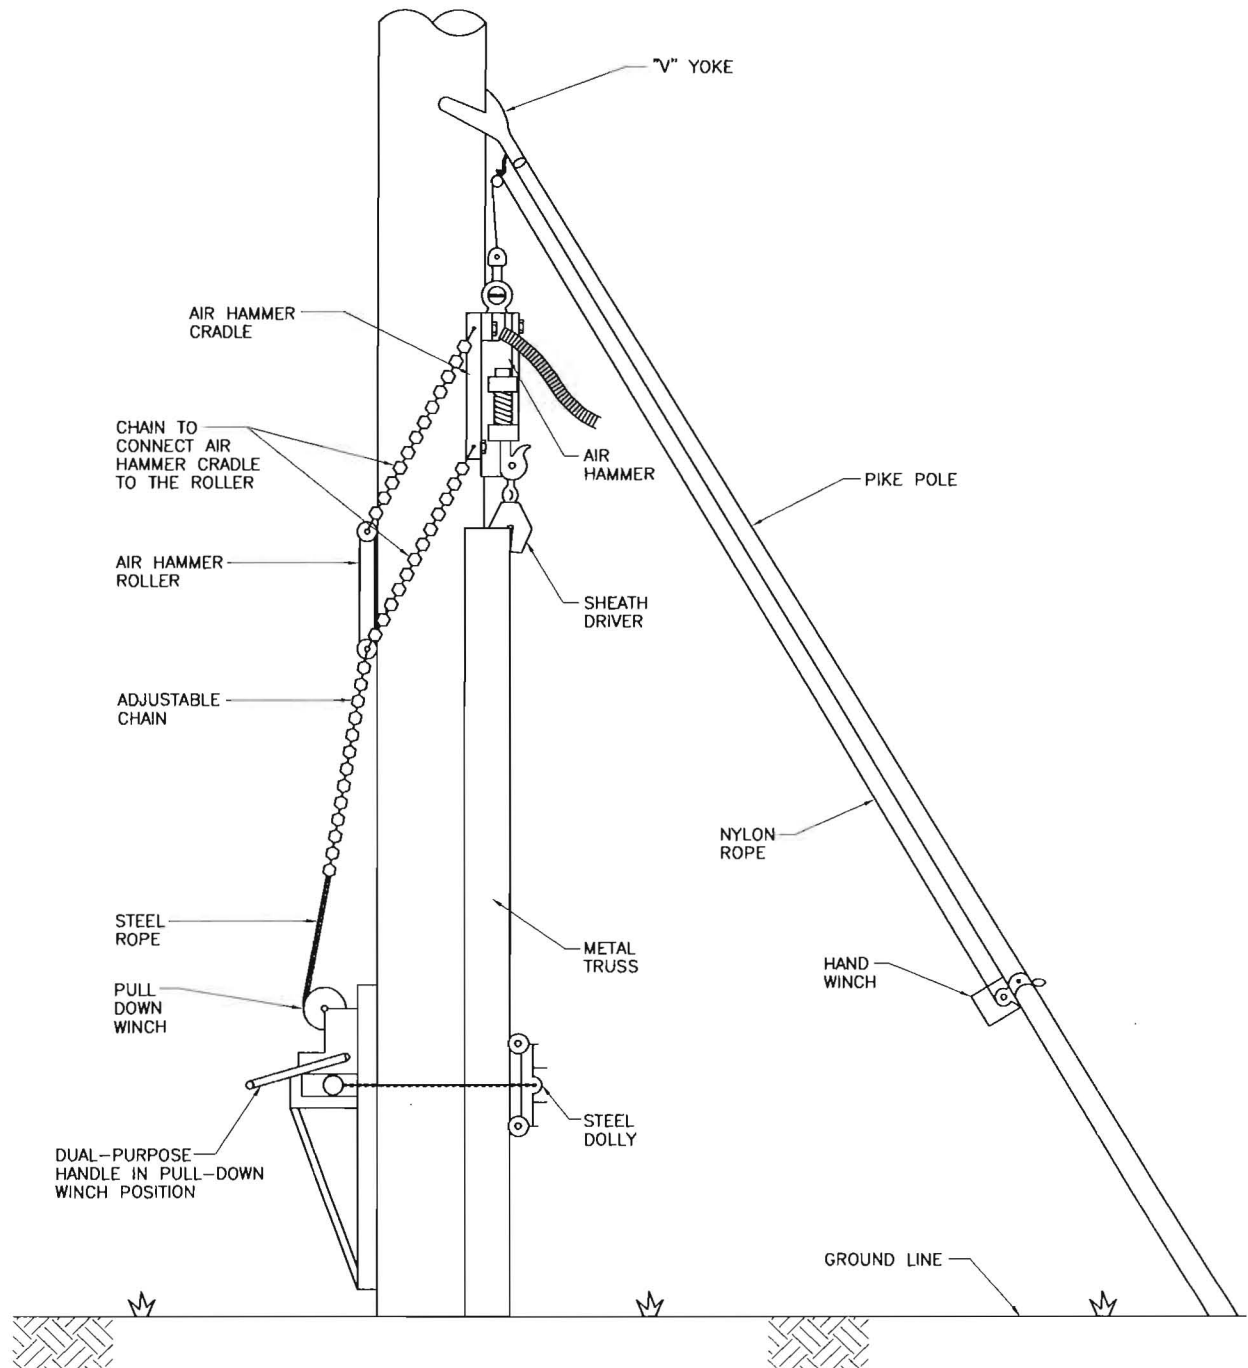 "V" YOKE
AIR HAMMER
CRADLE
CHAIN TO
CONNECT AIR
HAMMER CRADLE
TO THE ROLLER
AIR
HAMMER
PIKE POLE
AIR HAMMER
ROLLER
SHEATH
DRIVER
ADJUSTABLE
CHAIN
NYLON
ROPE
STEEL
ROPE
METAL
TRUSS
HAND
WINCH
PULL
DOWN
WINCH
STEEL
DOLLY
DUAL-PURPOSE
HANDLE IN PULL-DOWN
WINCH POSITION
GROUND LINE